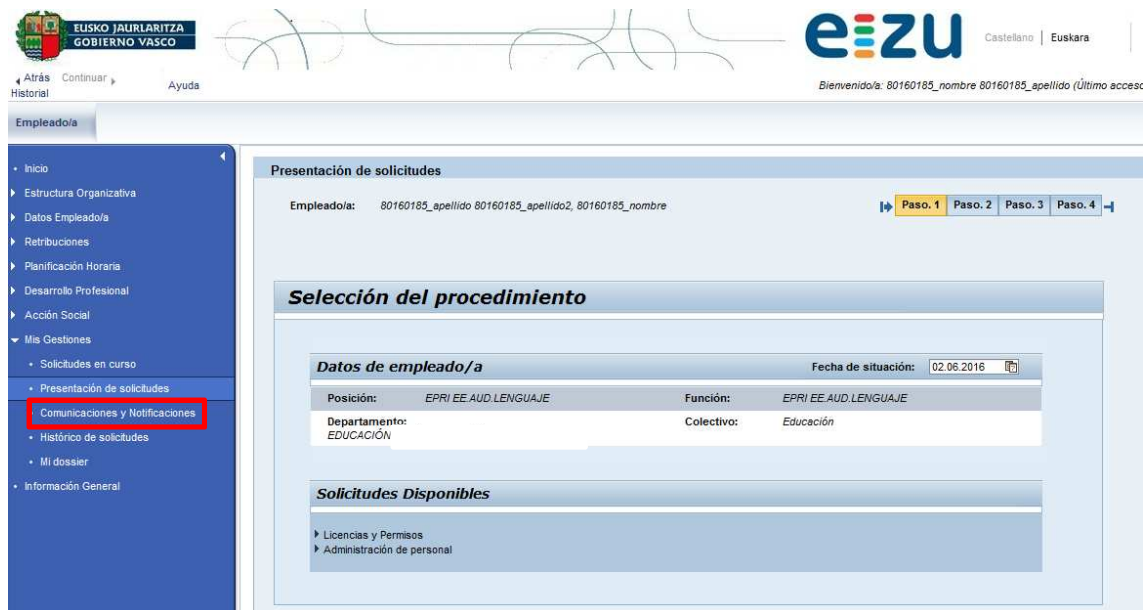 EUSKO JAURLARITZA
GOBIERNO VASCO
eizu
Castellano | Euskara
Atrás Continuar
Historial
Ayuda
Bienvenido/a: 80160185_nombre 80160185_apellido (Último acceso
Empleado/a
Inicio
Estructura Organizativa
Datos Empleado/a
Retribuciones
Planificación Horaria
Desarrollo Profesional
Acción Social
Mis Gestiones
Solicitudes en curso
Presentación de solicitudes
Comunicaciones y Notificaciones
Histórico de solicitudes
Mi dossier
Información General
Presentación de solicitudes
Empleado/a: 80160185_apellido 80160185_apellido2, 80160185_nombre
Paso. 1 Paso. 2 Paso. 3 Paso. 4
Selección del procedimiento
Datos de empleado/a
Fecha de situación: 02.06.2016
Posición: EPRI EE.AUD.LENGUAJE Función: EPRI EE.AUD.LENGUAJE
Departamento: Colectivo: Educación
EDUCACIÓN
Solicitudes Disponibles
Licencias y Permisos
Administración de personal